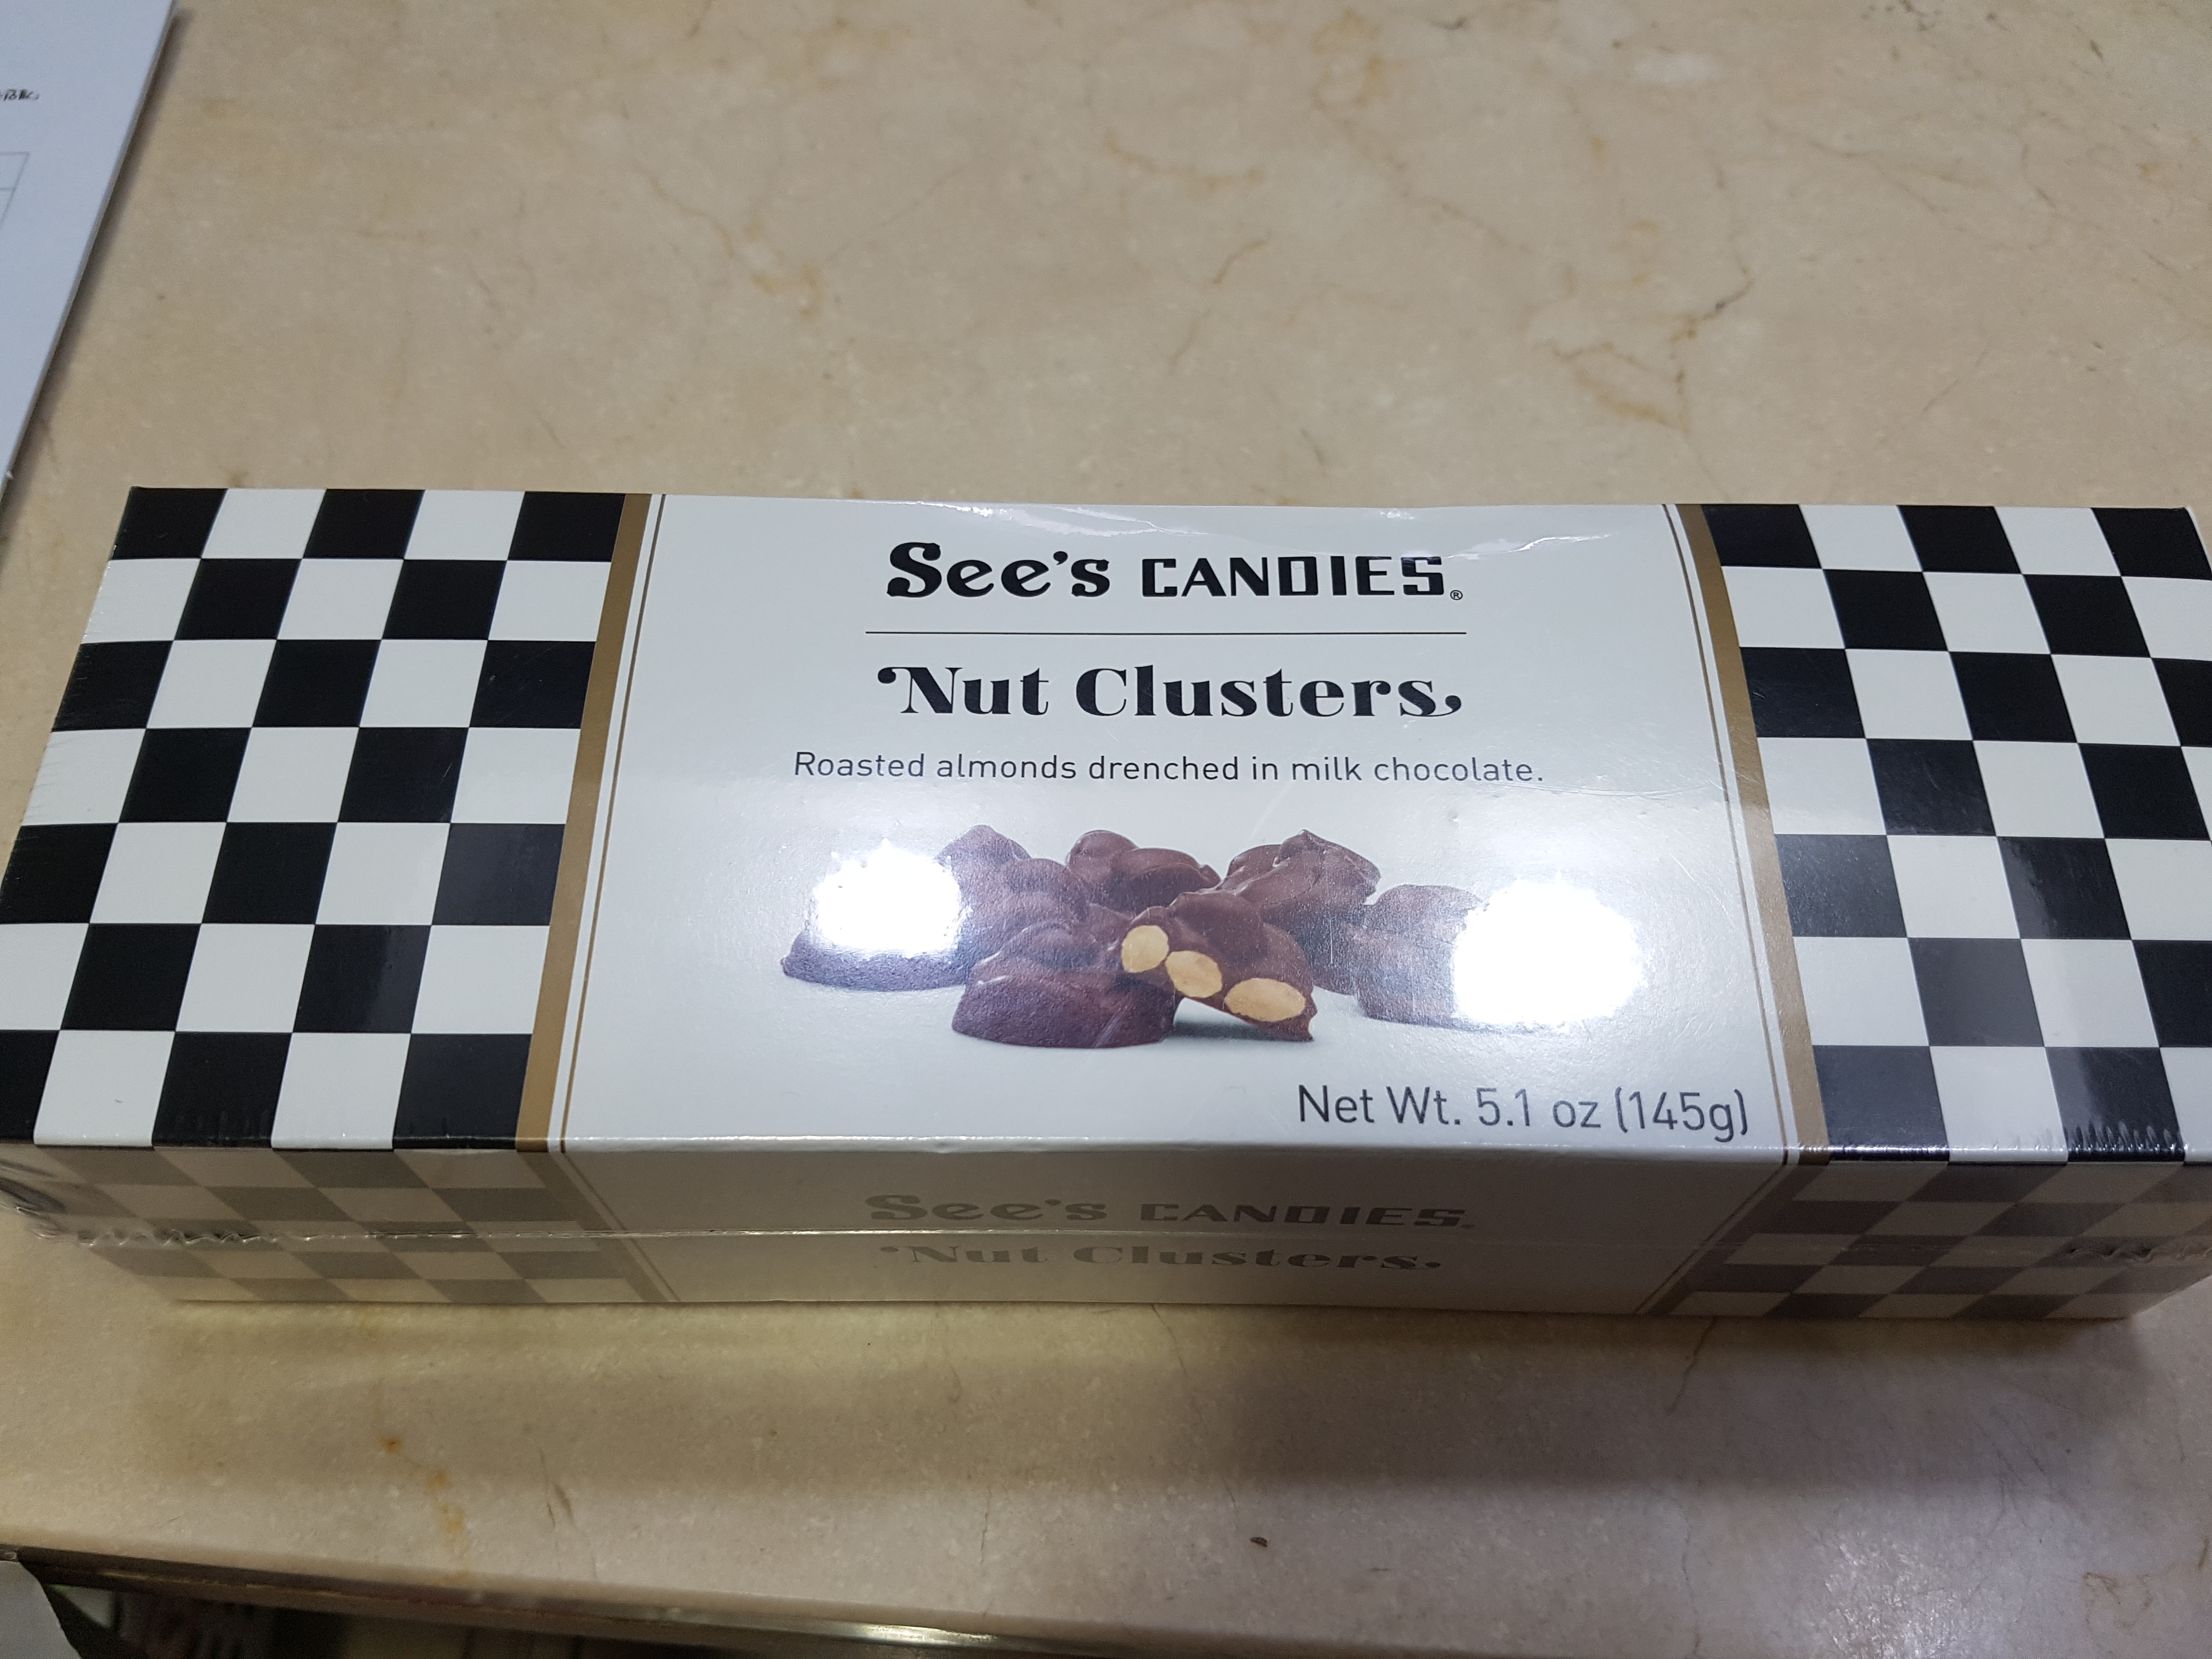 See's CANDIES®
Nut Clusters
Roasted almonds drenched in milk chocolate.
Net Wt. 5.1 oz (145g)
See's CANDIES
Nut Clusters